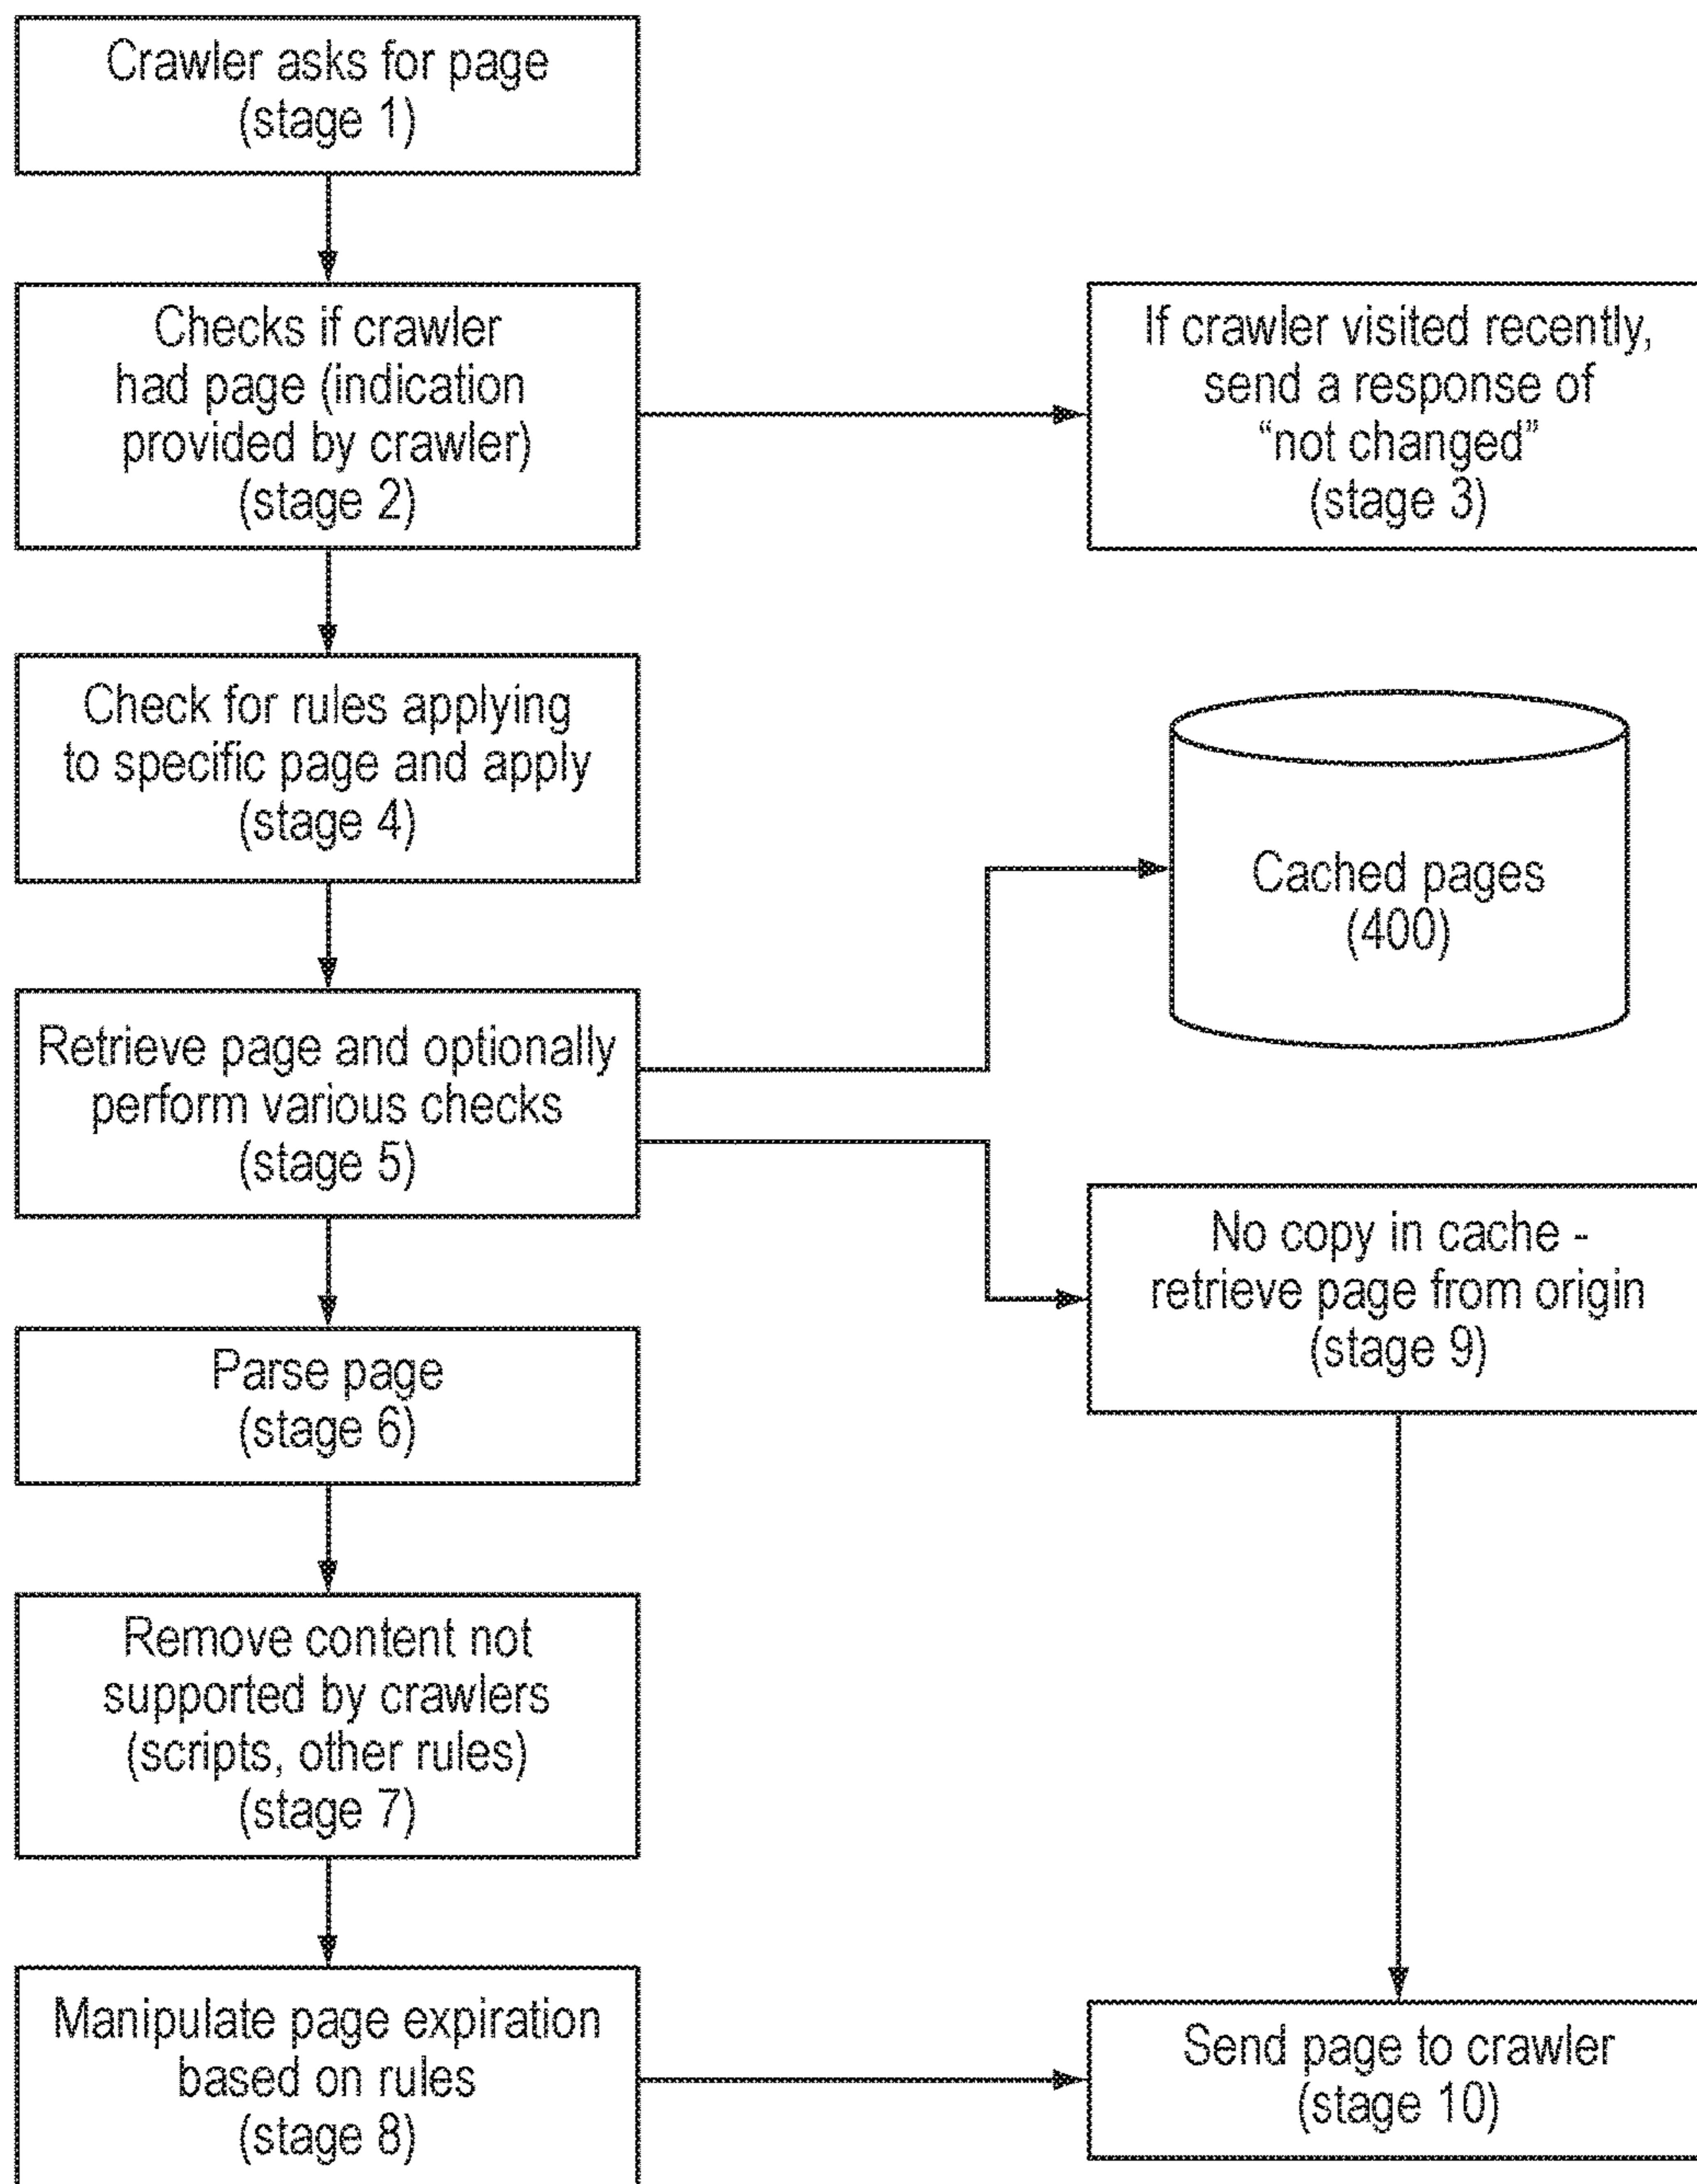 Crawler asks for page
(stage 1)
Checks if crawler
had page (indication
provided by crawler)
(stage 2)
If crawler visited recently,
send a response of
“not changed”
(stage 3)
Check for rules applying
to specific page and apply
(stage 4)
Cached pages
(400)
Retrieve page and optionally
perform various checks
(stage 5)
No copy in cache -
retrieve page from origin
(stage 9)
Parse page
(stage 6)
Remove content not
supported by crawlers
(scripts, other rules)
(stage 7)
Manipulate page expiration
based on rules
(stage 8)
Send page to crawler
(stage 10)